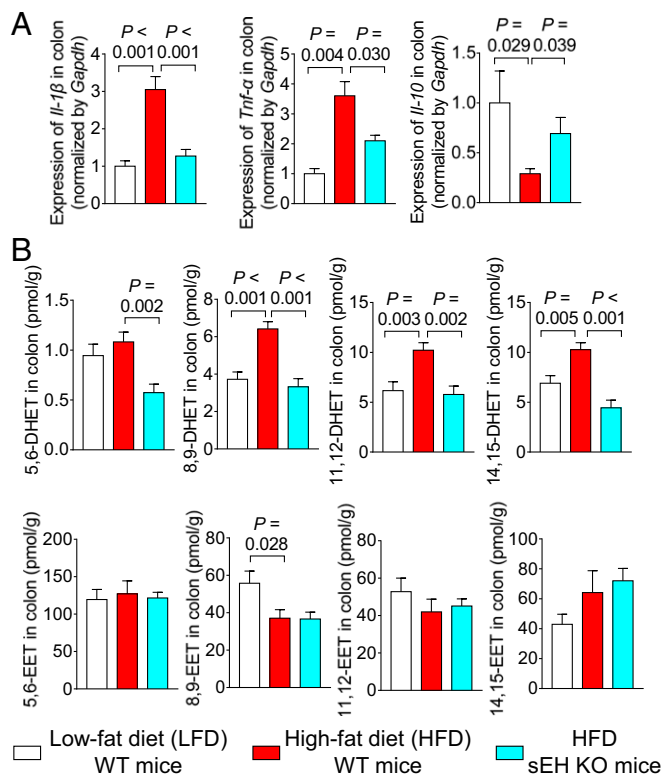 A
Expression of Il-1β in colon
(normalized by Gapdh)
4
3
2
1
0
P <
0.001
P <
0.001
Expression of Tnf-α in colon
(normalized by Gapdh)
5
4
3
2
1
0
P =
0.004
P =
0.030
Expression of Il-10 in colon
(normalized by Gapdh)
1.5
1.0
0.5
0.0
P =
0.029
P =
0.039
B
5,6-DHET in colon (pmol/g)
1.5
1.0
0.5
0.0
P =
0.002
8,9-DHET in colon (pmol/g)
8
6
4
2
0
P <
0.001
P <
0.001
11,12-DHET in colon (pmol/g)
15
10
5
0
P =
0.003
P =
0.002
14,15-DHET in colon (pmol/g)
15
10
5
0
P =
0.005
P <
0.001
5,6-EET in colon (pmol/g)
200
150
100
50
0
8,9-EET in colon (pmol/g)
80
60
40
20
0
P =
0.028
11,12-EET in colon (pmol/g)
80
60
40
20
0
14,15-EET in colon (pmol/g)
100
80
60
40
20
0
Low-fat diet (LFD)
WT mice
High-fat diet (HFD)
WT mice
HFD
sEH KO mice